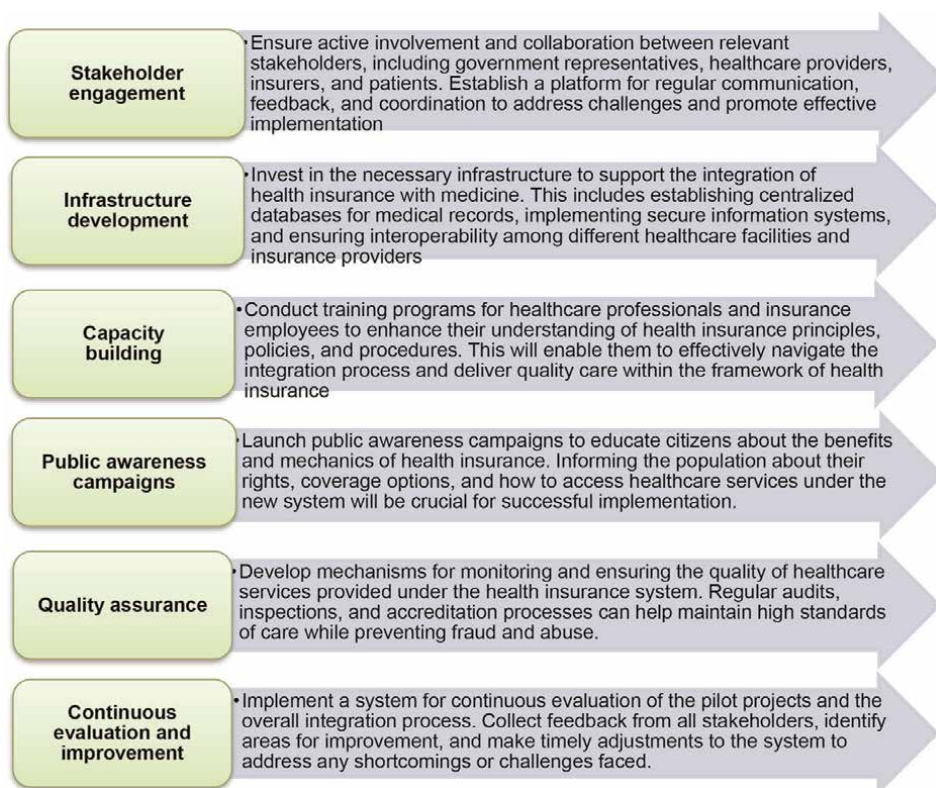 Stakeholder
engagement
•Ensure active involvement and collaboration between relevant
stakeholders, including government representatives, healthcare providers,
insurers, and patients. Establish a platform for regular communication,
feedback, and coordination to address challenges and promote effective
implementation
Infrastructure
development
•Invest in the necessary infrastructure to support the integration of
health insurance with medicine. This includes establishing centralized
databases for medical records, implementing secure information systems,
and ensuring interoperability among different healthcare facilities and
insurance providers
Capacity
building
•Conduct training programs for healthcare professionals and insurance
employees to enhance their understanding of health insurance principles,
policies, and procedures. This will enable them to effectively navigate the
integration process and deliver quality care within the framework of health
insurance
Public awareness
campaigns
•Launch public awareness campaigns to educate citizens about the benefits
and mechanics of health insurance. Informing the population about their
rights, coverage options, and how to access healthcare services under the
new system will be crucial for successful implementation.
Quality assurance
•Develop mechanisms for monitoring and ensuring the quality of healthcare
services provided under the health insurance system. Regular audits,
inspections, and accreditation processes can help maintain high standards
of care while preventing fraud and abuse.
Continuous
evaluation and
improvement
•Implement a system for continuous evaluation of the pilot projects and the
overall integration process. Collect feedback from all stakeholders, identify
areas for improvement, and make timely adjustments to the system to
address any shortcomings or challenges faced.